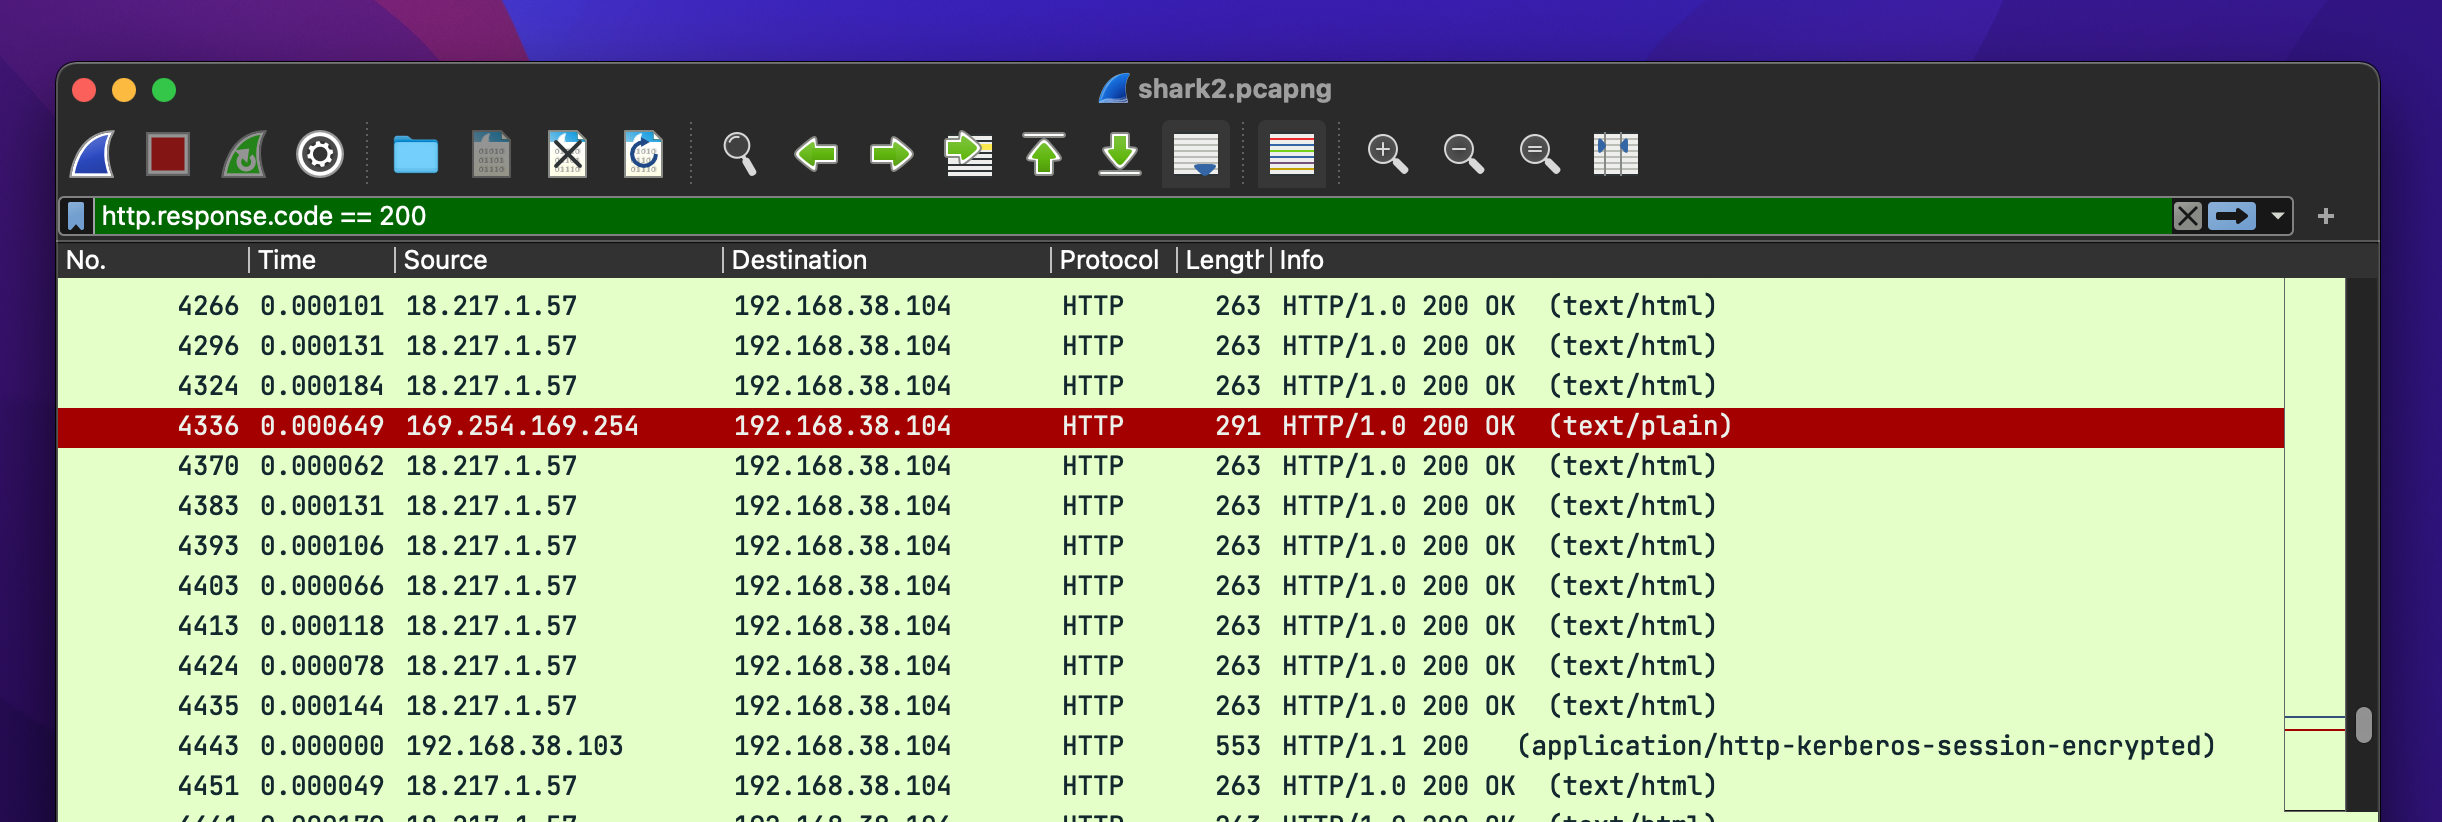 shark2.pcapng
http.response.code == 200
No. Time Source Destination Protocol Length Info
4266 0.000101 18.217.1.57 192.168.38.104 HTTP 263 HTTP/1.0 200 OK (text/html)
4296 0.000131 18.217.1.57 192.168.38.104 HTTP 263 HTTP/1.0 200 OK (text/html)
4324 0.000184 18.217.1.57 192.168.38.104 HTTP 263 HTTP/1.0 200 OK (text/html)
4336 0.000649 169.254.169.254 192.168.38.104 HTTP 291 HTTP/1.0 200 OK (text/plain)
4370 0.000062 18.217.1.57 192.168.38.104 HTTP 263 HTTP/1.0 200 OK (text/html)
4383 0.000131 18.217.1.57 192.168.38.104 HTTP 263 HTTP/1.0 200 OK (text/html)
4393 0.000106 18.217.1.57 192.168.38.104 HTTP 263 HTTP/1.0 200 OK (text/html)
4403 0.000066 18.217.1.57 192.168.38.104 HTTP 263 HTTP/1.0 200 OK (text/html)
4413 0.000118 18.217.1.57 192.168.38.104 HTTP 263 HTTP/1.0 200 OK (text/html)
4424 0.000078 18.217.1.57 192.168.38.104 HTTP 263 HTTP/1.0 200 OK (text/html)
4435 0.000144 18.217.1.57 192.168.38.104 HTTP 263 HTTP/1.0 200 OK (text/html)
4443 0.000000 192.168.38.103 192.168.38.104 HTTP 553 HTTP/1.1 200 (application/http-kerberos-session-encrypted)
4451 0.000049 18.217.1.57 192.168.38.104 HTTP 263 HTTP/1.0 200 OK (text/html)